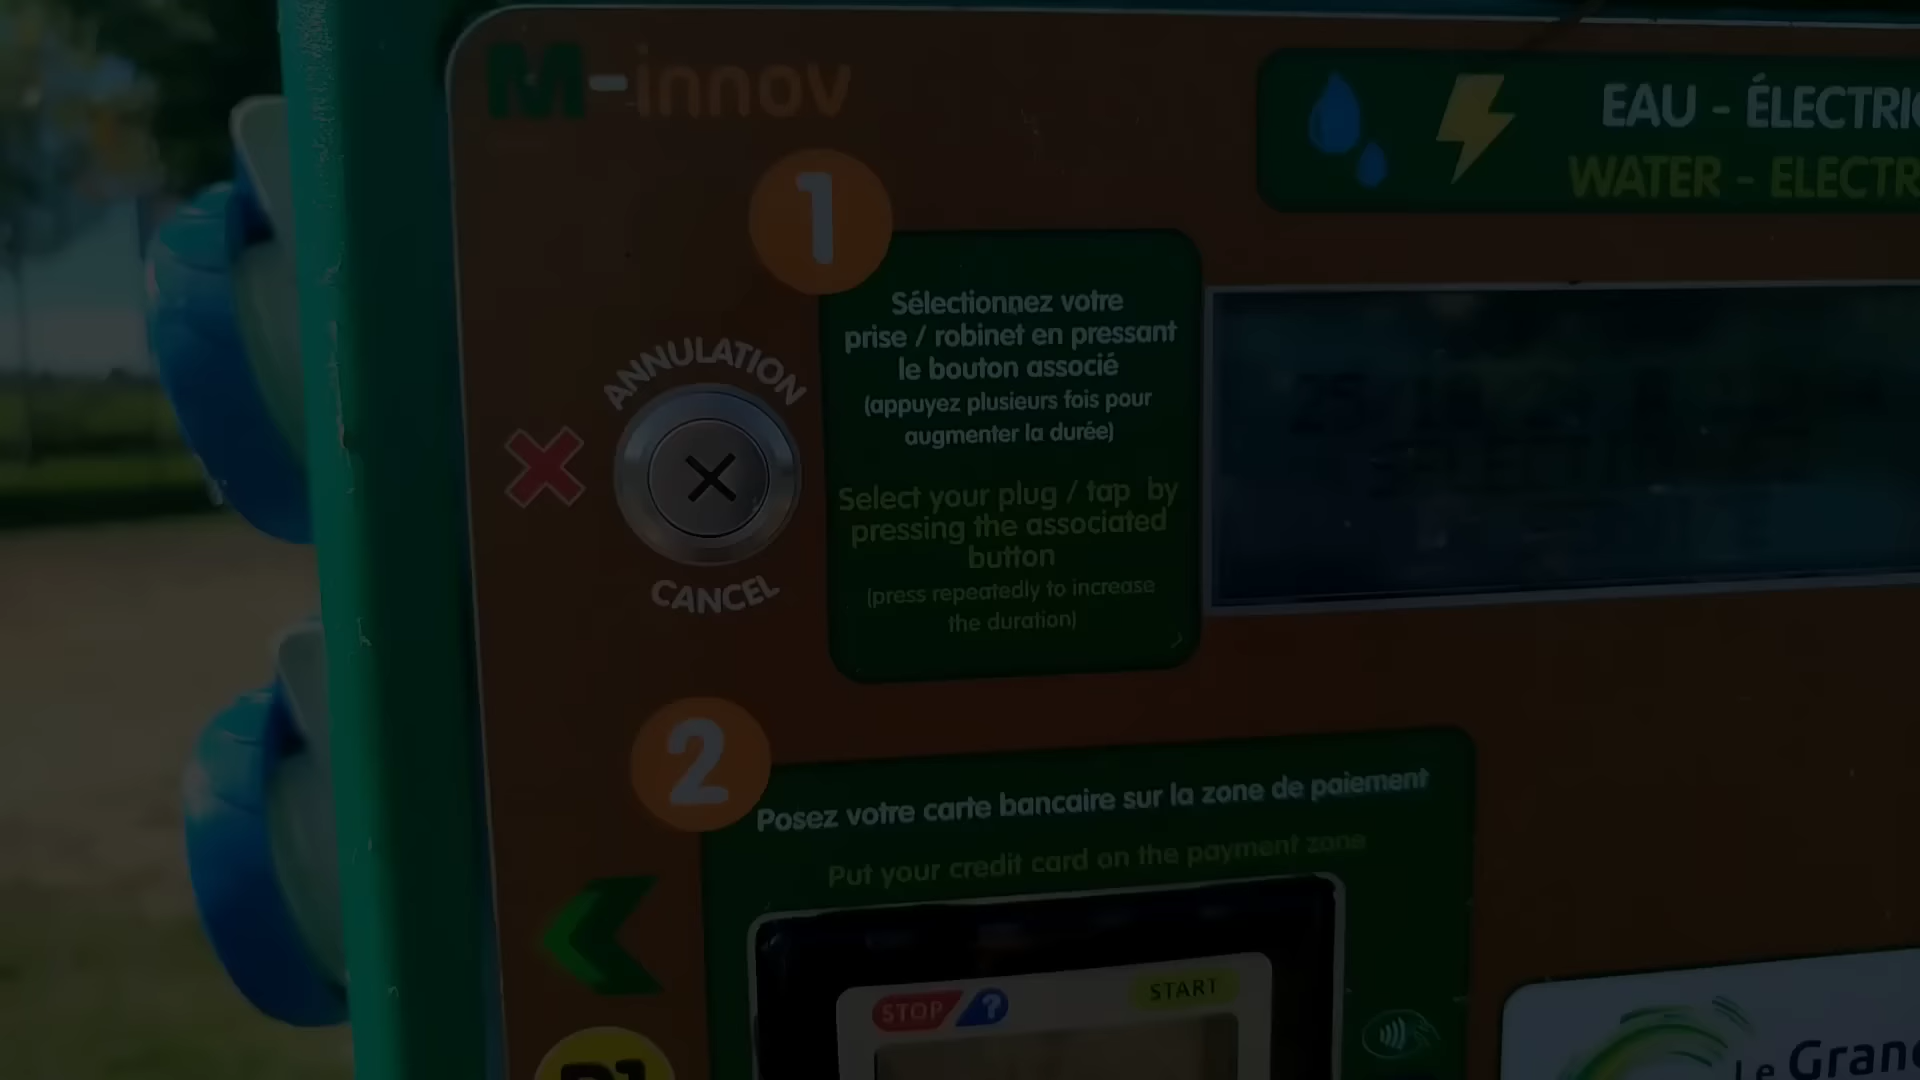 M-innov
EAU - ÉLECTRIC
WATER - ELECTR
1
Sélectionnez votre
prise / robinet en pressant
le bouton associé
(appuyez plusieurs fois pour
augmenter la durée)
Select your plug / tap by
pressing the associated
button
(press repeatedly to increase
the duration)
ANNULATION
CANCEL
2
Posez votre carte bancaire sur la zone de paiement
Put your credit card on the payment zone
STOP ?
START
Le Grand